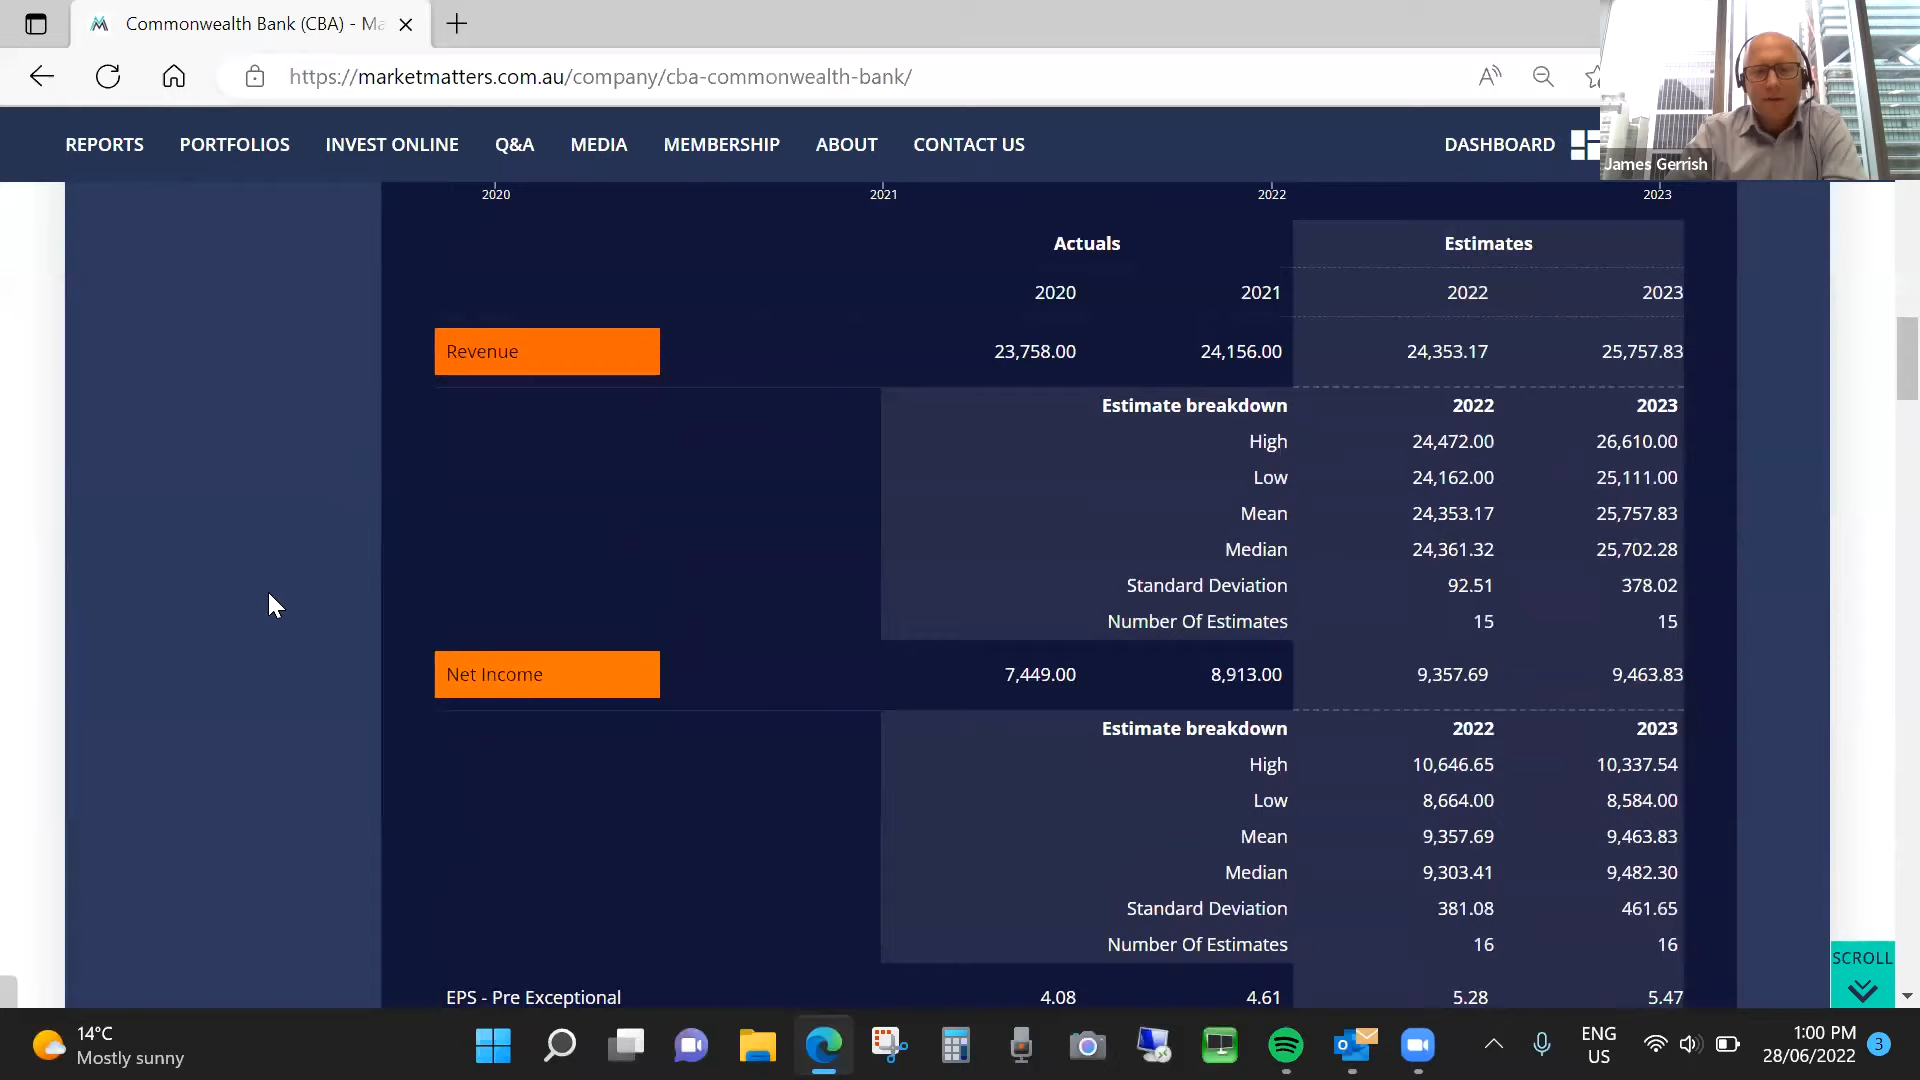 Commonwealth Bank (CBA) - Ma
https://marketmatters.com.au/company/cba-commonwealth-bank/
REPORTS PORTFOLIOS INVEST ONLINE Q&A MEDIA MEMBERSHIP ABOUT CONTACT US DASHBOARD
James Gerrish
2020 2021 2022 2023
Actuals Estimates
2020 2021 2022 2023
Revenue 23,758.00 24,156.00 24,353.17 25,757.83
Estimate breakdown 2022 2023
High 24,472.00 26,610.00
Low 24,162.00 25,111.00
Mean 24,353.17 25,757.83
Median 24,361.32 25,702.28
Standard Deviation 92.51 378.02
Number Of Estimates 15 15
Net Income 7,449.00 8,913.00 9,357.69 9,463.83
Estimate breakdown 2022 2023
High 10,646.65 10,337.54
Low 8,664.00 8,584.00
Mean 9,357.69 9,463.83
Median 9,303.41 9,482.30
Standard Deviation 381.08 461.65
Number Of Estimates 16 16
SCROLL
EPS - Pre Exceptional 4.08 4.61 5.28 5.47
14°C
Mostly sunny
ENG
US
1:00 PM
28/06/2022
3